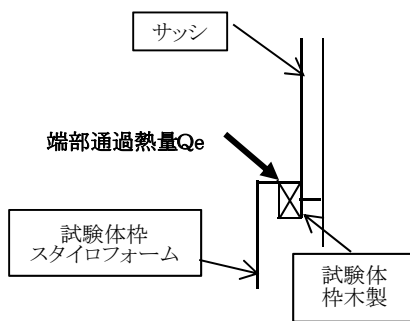 サッシ
端部通過熱量Qe
試験体枠
スタイロフォーム
試験体
枠木製